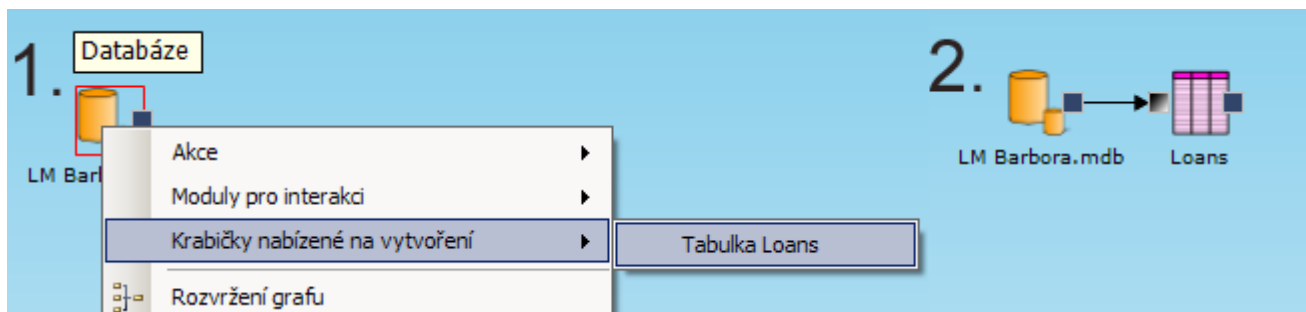 1.
Databáze
LM Barl
Akce
Moduly pro interakci
Krabičky nabízené na vytvoření
Tabulka Loans
Rozvržení grafu
2.
LM Barbora.mdb
Loans